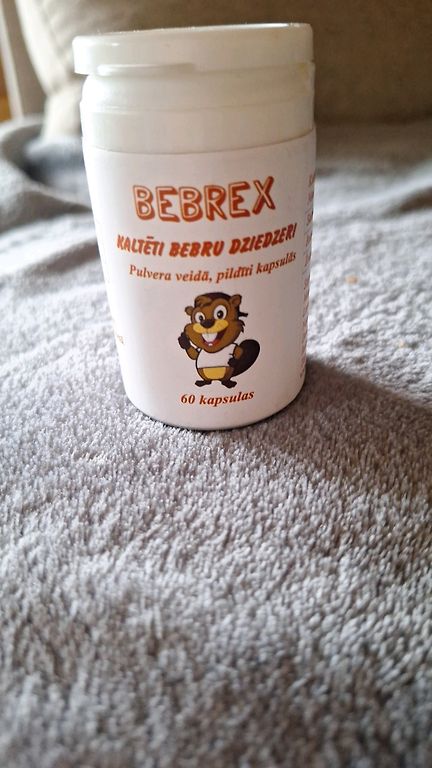 BEBREX
KALTĒTI BEBRU DZIEDZERI
Pulvera veidā, pildīti kapsulās
60 kapsulas